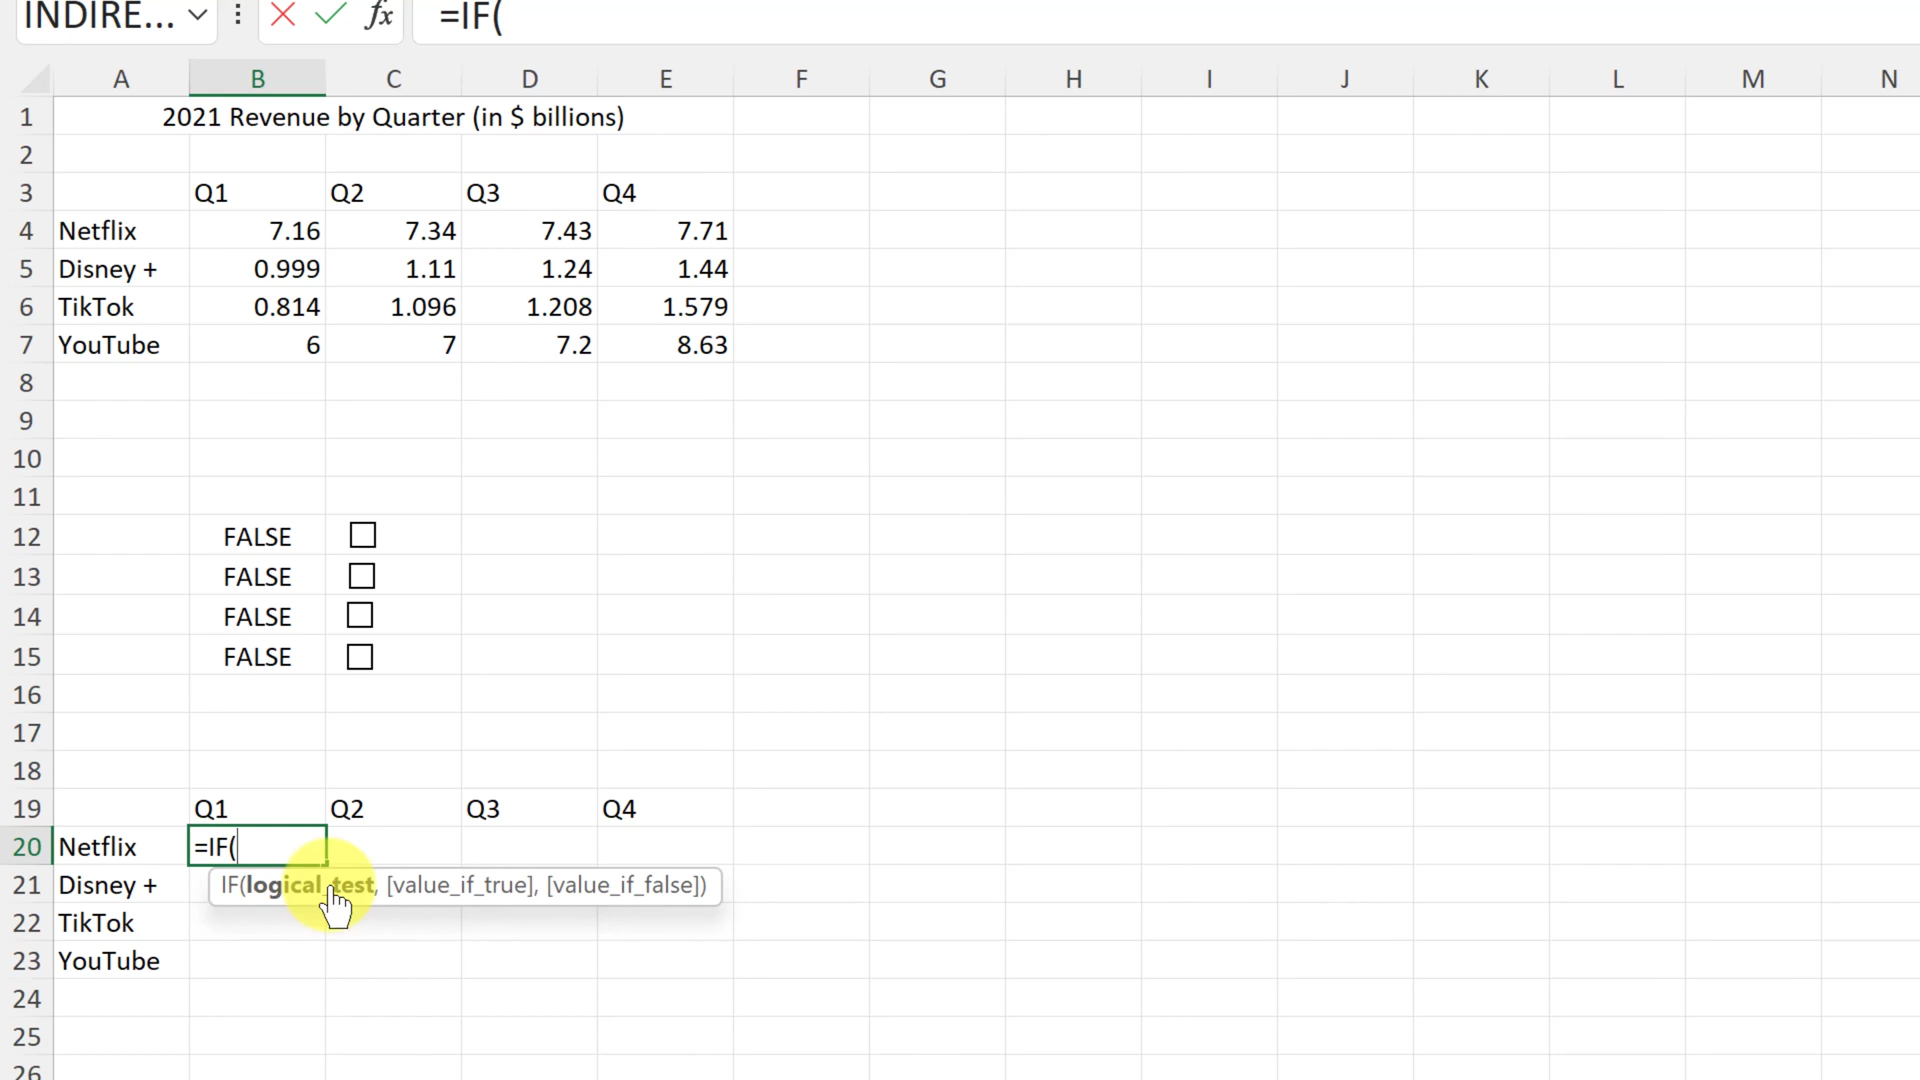 INDIRE... fx =IF(
A B C D E F G H I J K L M N
1 2021 Revenue by Quarter (in $ billions)
2
3 Q1 Q2 Q3 Q4
4 Netflix 7.16 7.34 7.43 7.71
5 Disney + 0.999 1.11 1.24 1.44
6 TikTok 0.814 1.096 1.208 1.579
7 YouTube 6 7 7.2 8.63
8
9
10
11
12 FALSE
13 FALSE
14 FALSE
15 FALSE
16
17
18
19 Q1 Q2 Q3 Q4
20 Netflix =IF(
21 Disney + IF(logical_test, [value_if_true], [value_if_false])
22 TikTok
23 YouTube
24
25
26